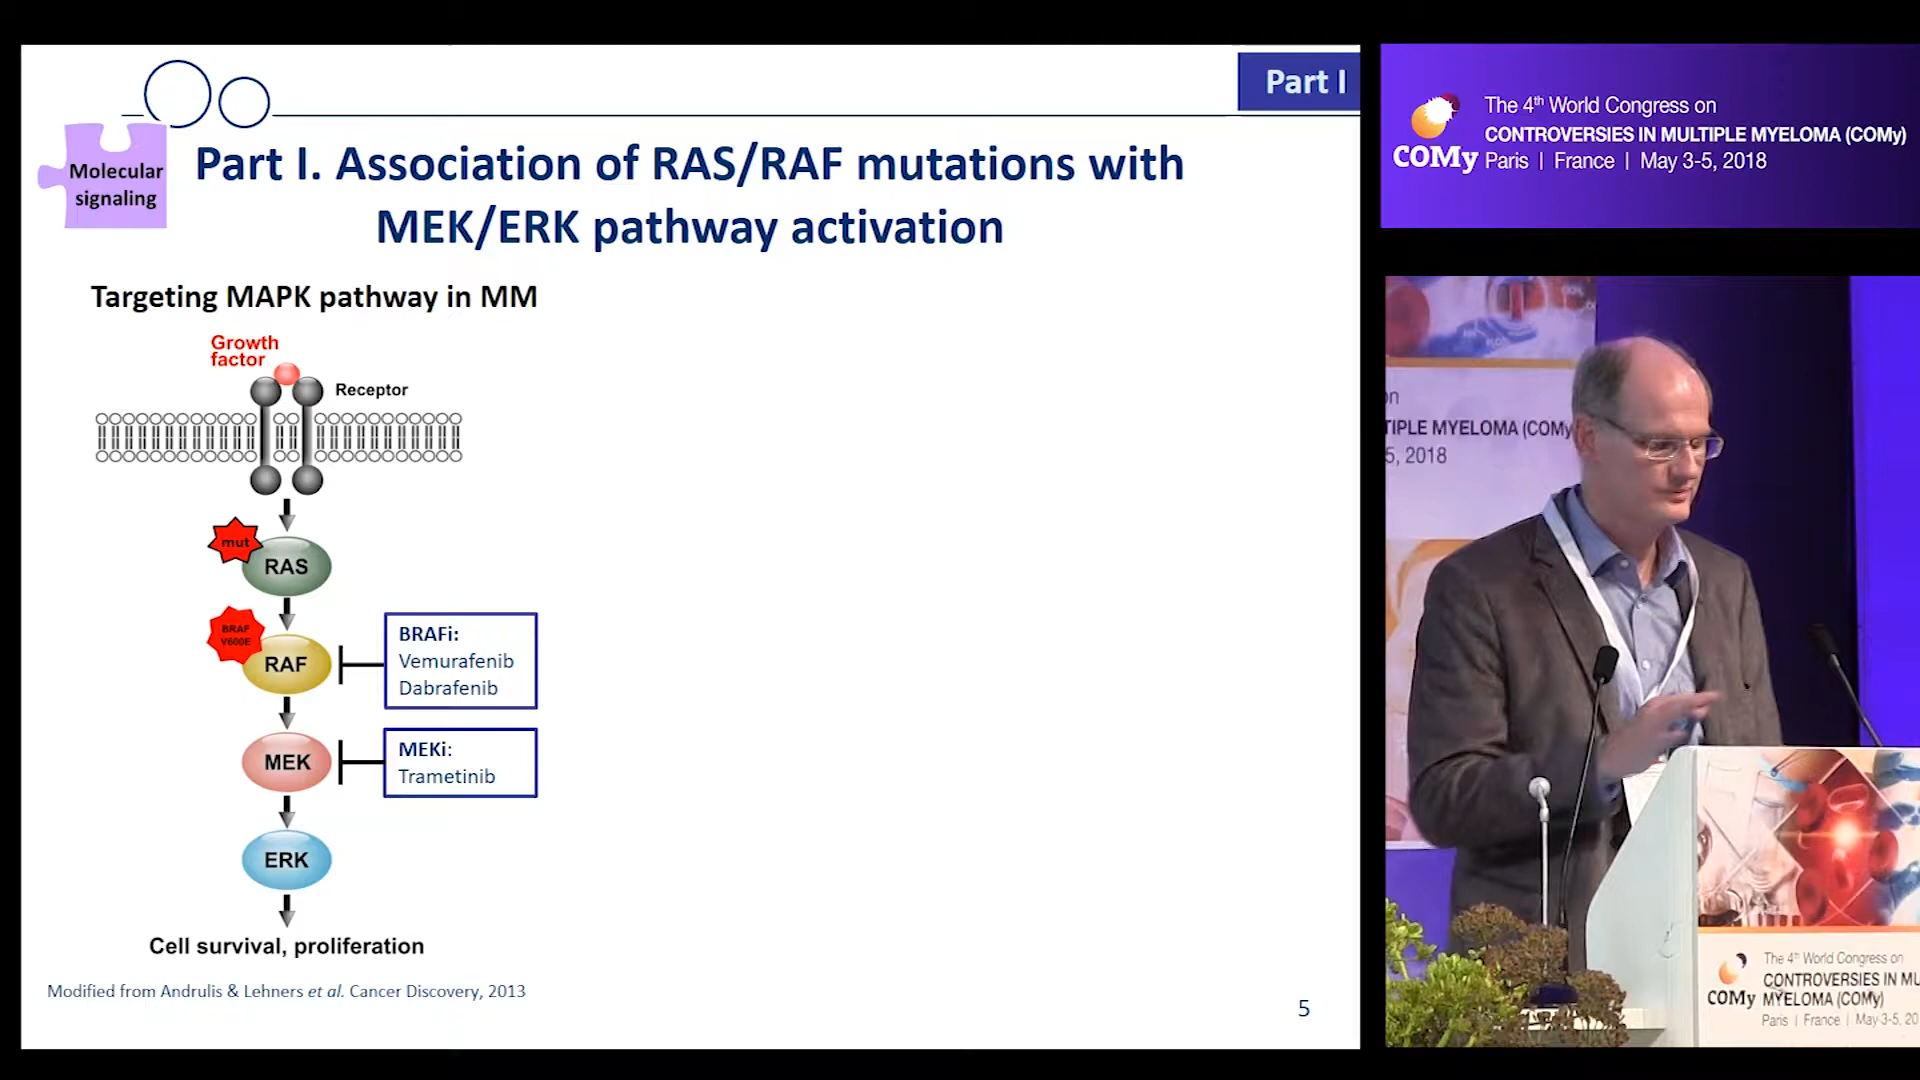 Part I
Molecular
signaling
Part I. Association of RAS/RAF mutations with
MEK/ERK pathway activation
Targeting MAPK pathway in MM
Growth
factor
Receptor
mut
RAS
BRAF
V600E
RAF
BRAFi:
Vemurafenib
Dabrafenib
MEK
MEKi:
Trametinib
ERK
Cell survival, proliferation
Modified from Andrulis & Lehners et al. Cancer Discovery, 2013
5
COMy
The 4th World Congress on
CONTROVERSIES IN MULTIPLE MYELOMA (COMy)
Paris | France | May 3-5, 2018
on
TIPLE MYELOMA (COMy
5, 2018
COMy
The 4th World Congress on
CONTROVERSIES IN MU
MYELOMA (COMy)
Paris | France | May 3-5, 20